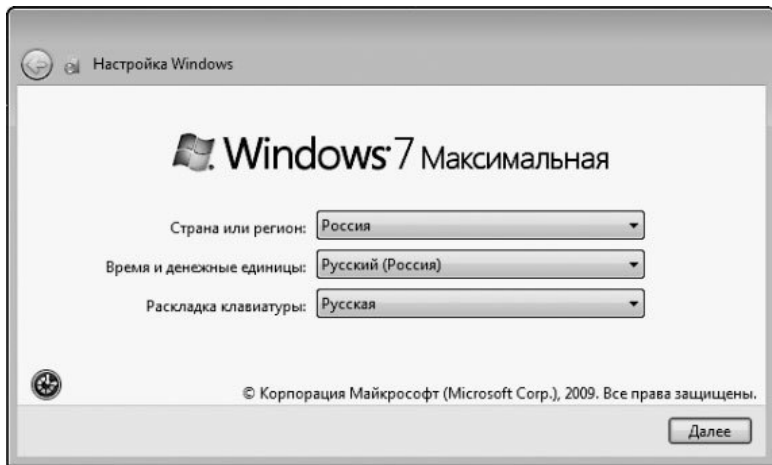 Настройка Windows
Windows 7 Максимальная
Страна или регион: Россия
Время и денежные единицы: Русский (Россия)
Раскладка клавиатуры: Русская
© Корпорация Майкрософт (Microsoft Corp.), 2009. Все права защищены.
Далее